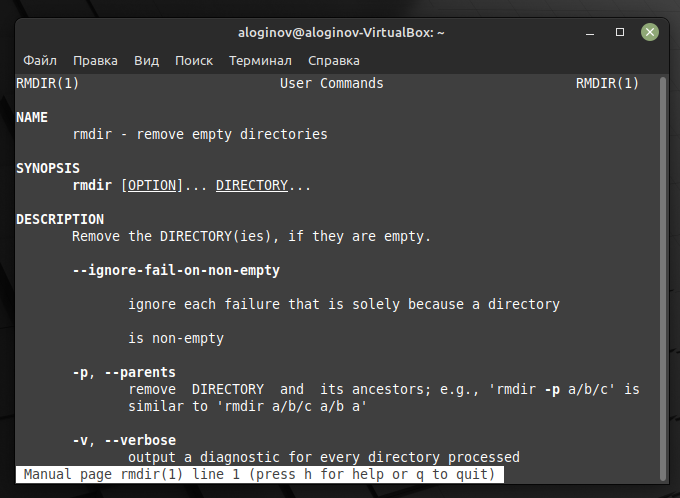 aloginov@aloginov-VirtualBox: ~
Файл Правка Вид Поиск Терминал Справка
RMDIR(1) User Commands RMDIR(1)
NAME
rmdir - remove empty directories
SYNOPSIS
rmdir [OPTION]... DIRECTORY...
DESCRIPTION
Remove the DIRECTORY(ies), if they are empty.
--ignore-fail-on-non-empty
ignore each failure that is solely because a directory
is non-empty
-p, --parents
remove DIRECTORY and its ancestors; e.g., 'rmdir -p a/b/c' is
similar to 'rmdir a/b/c a/b a'
-v, --verbose
output a diagnostic for every directory processed
Manual page rmdir(1) line 1 (press h for help or q to quit)